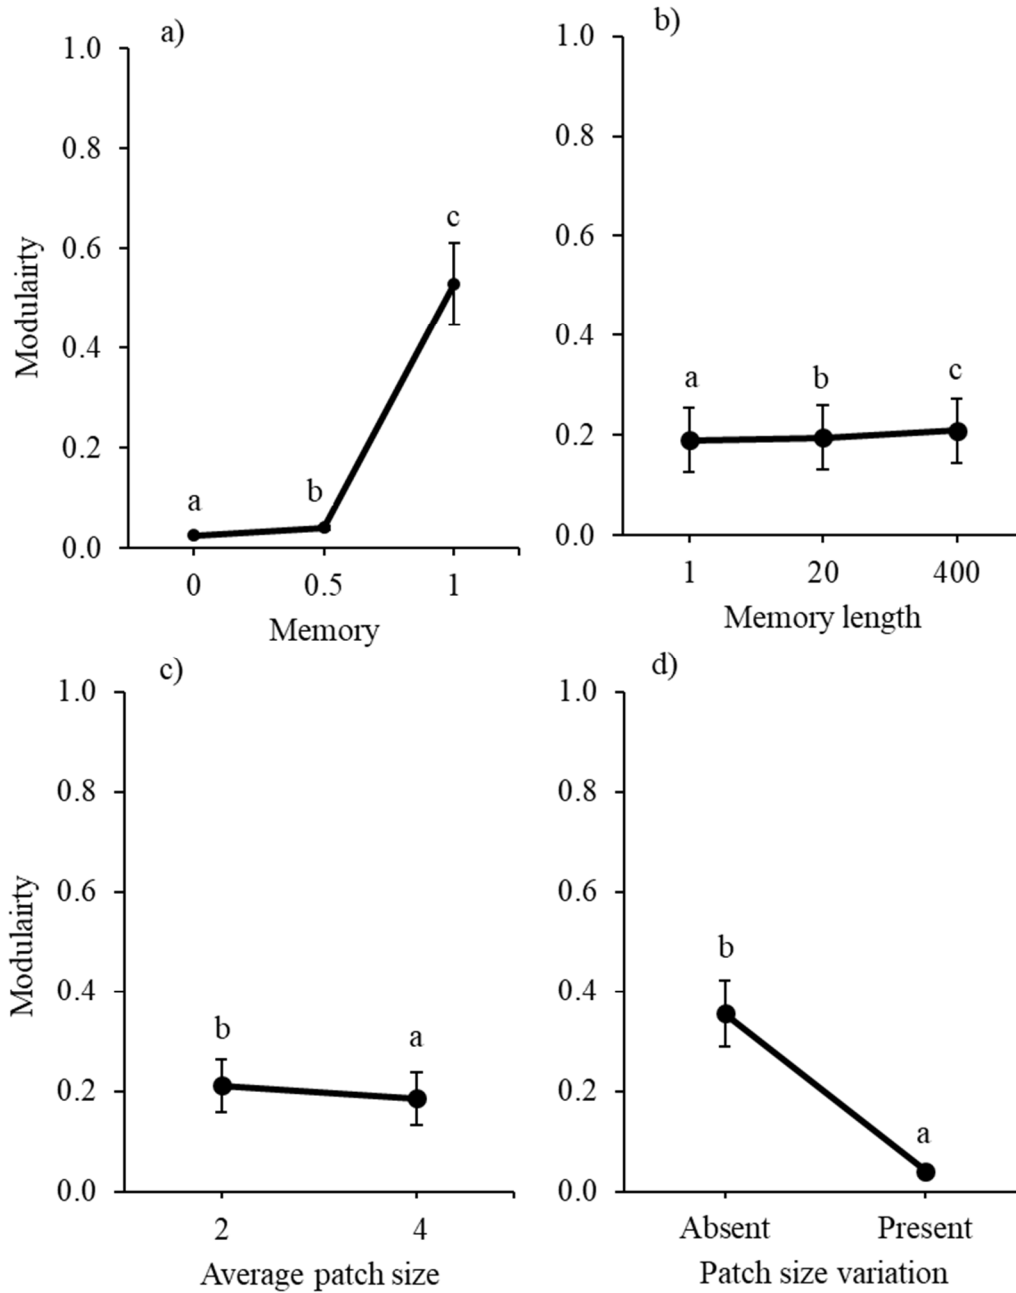 a)
1.0
0.8
0.6
0.4
0.2
0.0
Modulairty
a
b
c
0 0.5 1
Memory
b)
1.0
0.8
0.6
0.4
0.2
0.0
a b c
1 20 400
Memory length
c)
1.0
0.8
0.6
0.4
0.2
0.0
Modulairty
b a
2 4
Average patch size
d)
1.0
0.8
0.6
0.4
0.2
0.0
b
a
Absent Present
Patch size variation